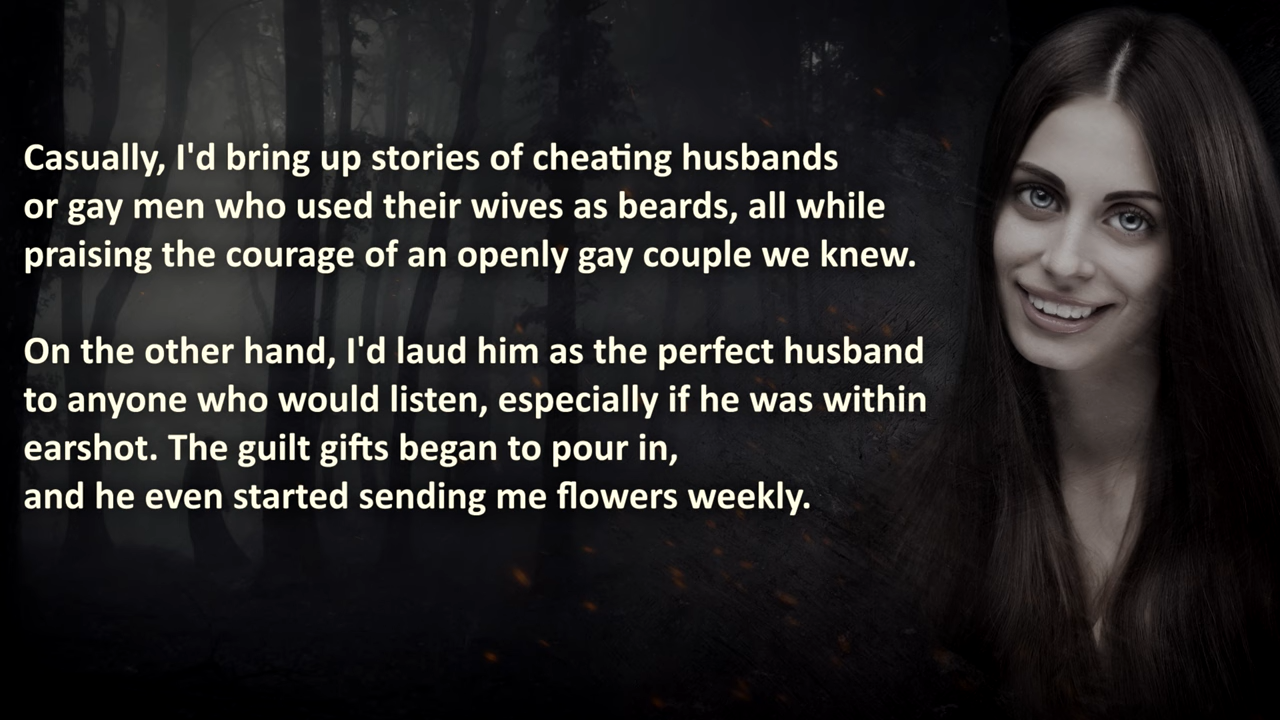 Casually, I'd bring up stories of cheating husbands
or gay men who used their wives as beards, all while
praising the courage of an openly gay couple we knew.
On the other hand, I'd laud him as the perfect husband
to anyone who would listen, especially if he was within
earshot. The guilt gifts began to pour in,
and he even started sending me flowers weekly.